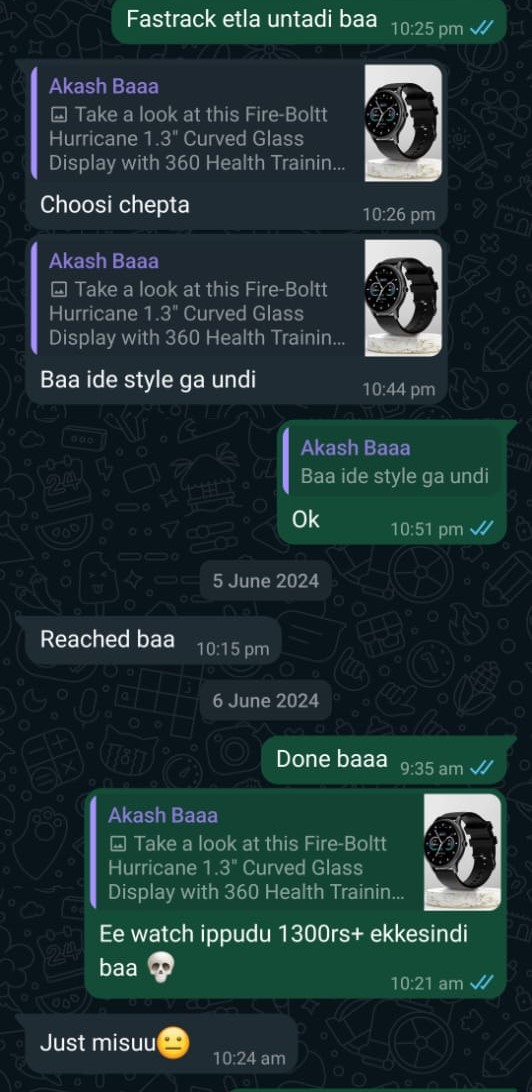 Fastrack etla untadi baa
10:25 pm
Akash Baaa
Take a look at this Fire-Boltt
Hurricane 1.3" Curved Glass
Display with 360 Health Trainin...
Choosi chepta
10:26 pm
Akash Baaa
Take a look at this Fire-Boltt
Hurricane 1.3" Curved Glass
Display with 360 Health Trainin...
Baa ide style ga undi
10:44 pm
Akash Baaa
Baa ide style ga undi
Ok
10:51 pm
5 June 2024
Reached baa
10:15 pm
6 June 2024
Done baaa
9:35 am
Akash Baaa
Take a look at this Fire-Boltt
Hurricane 1.3" Curved Glass
Display with 360 Health Trainin...
Ee watch ippudu 1300rs+ ekkesindi
baa 💀
10:21 am
Just misuu😐
10:24 am